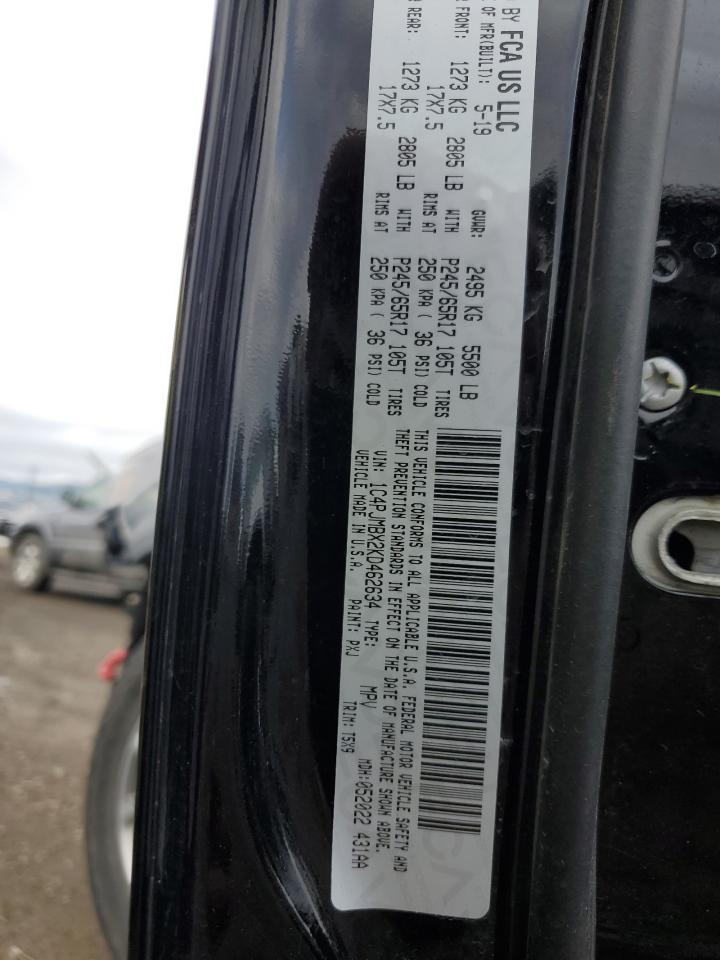 BY FCA US LLC
OF MFR(BUILT): 5-19 GVWR: 2495 KG 5500 LB
FRONT: 1273 KG 2805 LB WITH P245/65R17 105T TIRES
17X7.5 RIMS AT 250 KPA ( 36 PSI) COLD
REAR: 1273 KG 2805 LB WITH P245/65R17 105T TIRES
17X7.5 RIMS AT 250 KPA ( 36 PSI) COLD
THIS VEHICLE CONFORMS TO ALL APPLICABLE U.S.A. FEDERAL MOTOR VEHICLE SAFETY AND
THEFT PREVENTION STANDARDS IN EFFECT ON THE DATE OF MANUFACTURE SHOWN ABOVE.
VIN: 1C4PJMBX2KD462634 TYPE: MPV MDH:052022 431AA
VEHICLE MADE IN U.S.A. PAINT: PXJ TRIM: T5X9